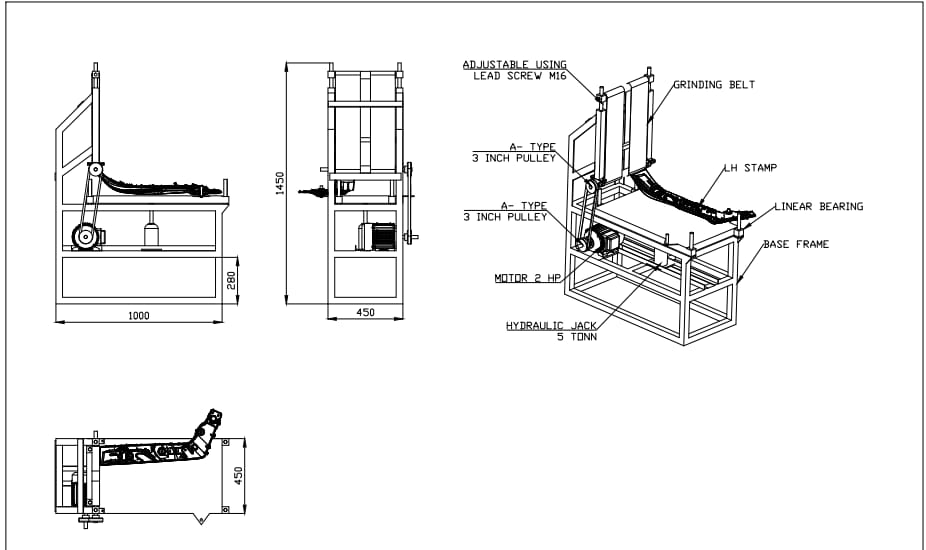 ADJUSTABLE USING
LEAD SCREW M16
GRINDING BELT
A- TYPE
3 INCH PULLEY
LH STAMP
A- TYPE
3 INCH PULLEY
LINEAR BEARING
BASE FRAME
MOTOR 2 HP
HYDRAULIC JACK
5 TONN
1450
280
1000
450
450